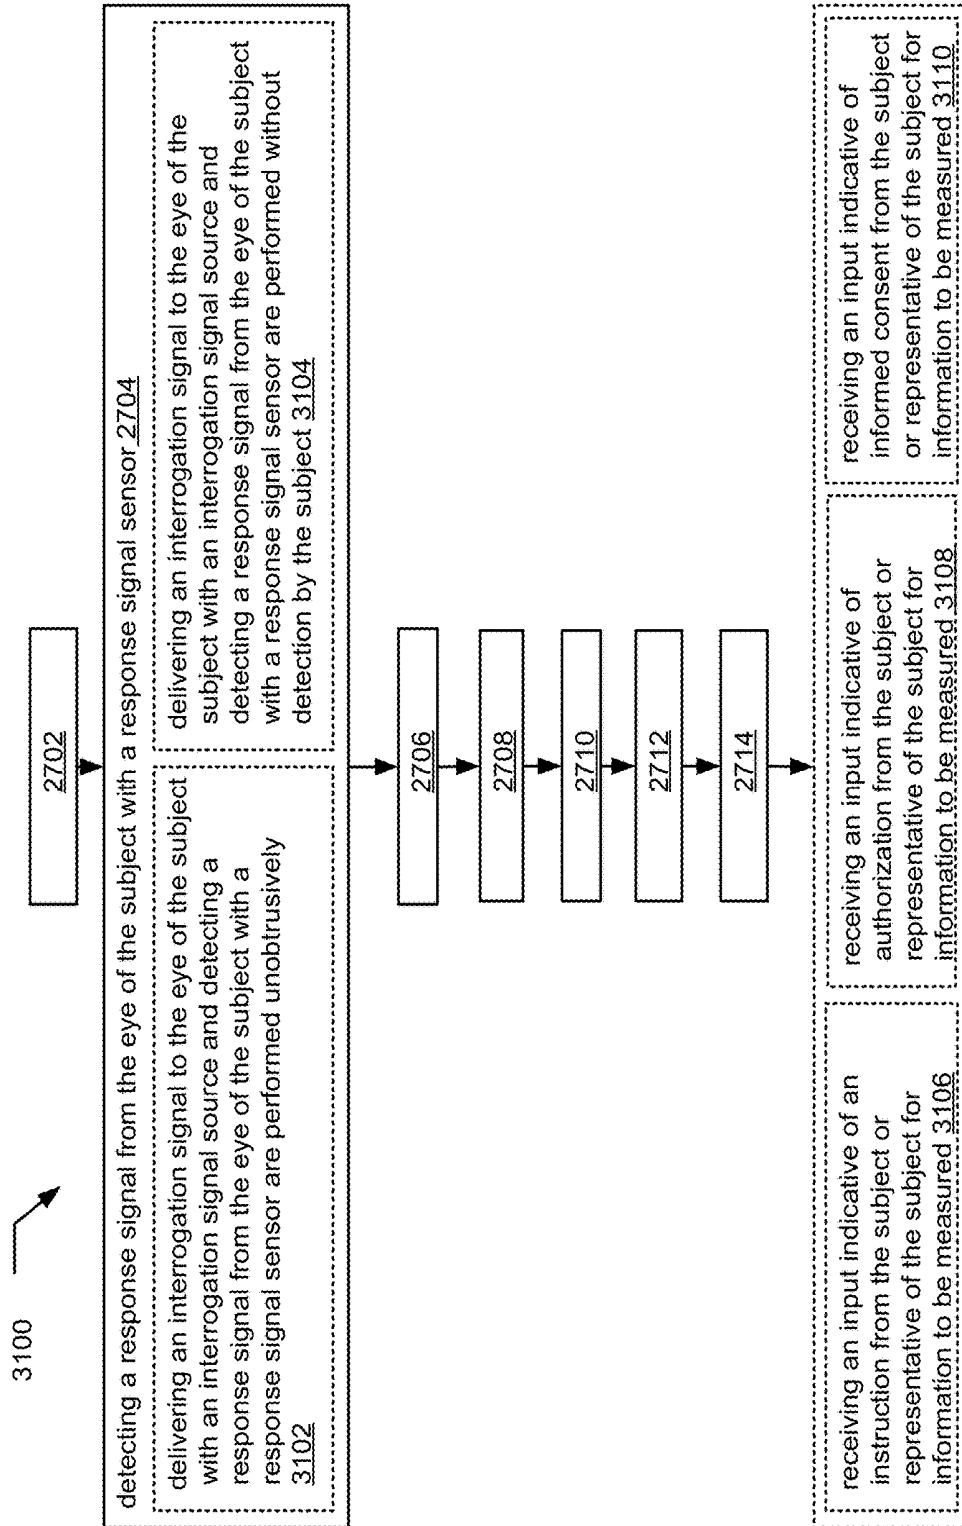 3100
2702
detecting a response signal from the eye of the subject with a response signal sensor 2704
delivering an interrogation signal to the eye of the subject
with an interrogation signal source and detecting a
response signal from the eye of the subject with a
response signal sensor are performed unobtrusively
3102
delivering an interrogation signal to the eye of the
subject with an interrogation signal source and
detecting a response signal from the eye of the subject
with a response signal sensor are performed without
detection by the subject 3104
2706
2708
2710
2712
2714
receiving an input indicative of an
instruction from the subject or
representative of the subject for
information to be measured 3106
receiving an input indicative of
authorization from the subject or
representative of the subject for
information to be measured 3108
receiving an input indicative of
informed consent from the subject
or representative of the subject for
information to be measured 3110